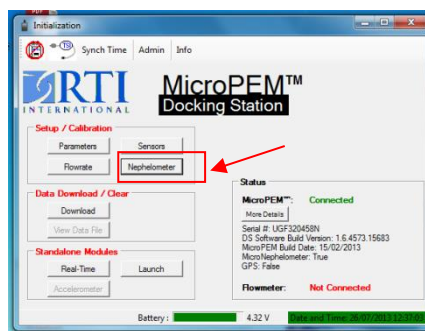 Initialization
TSI Synch Time Admin Info
RTI
INTERNATIONAL
MicroPEM™
Docking Station
Setup / Calibration
Parameters Sensors
Flowrate Nephelometer
Data Download / Clear
Download
View Data File
Standalone Modules
Real-Time Launch
Accelerometer
Status
MicroPEM™: Connected
More Details
Serial #: UGF320458N
DS Software Build Version: 1.6.4573.15683
MicroPEM Build Date: 15/02/2013
MicroNephelometer: True
GPS: False
Flowmeter: Not Connected
Battery: 4.32 V Date and Time: 26/07/2013 12:37:03